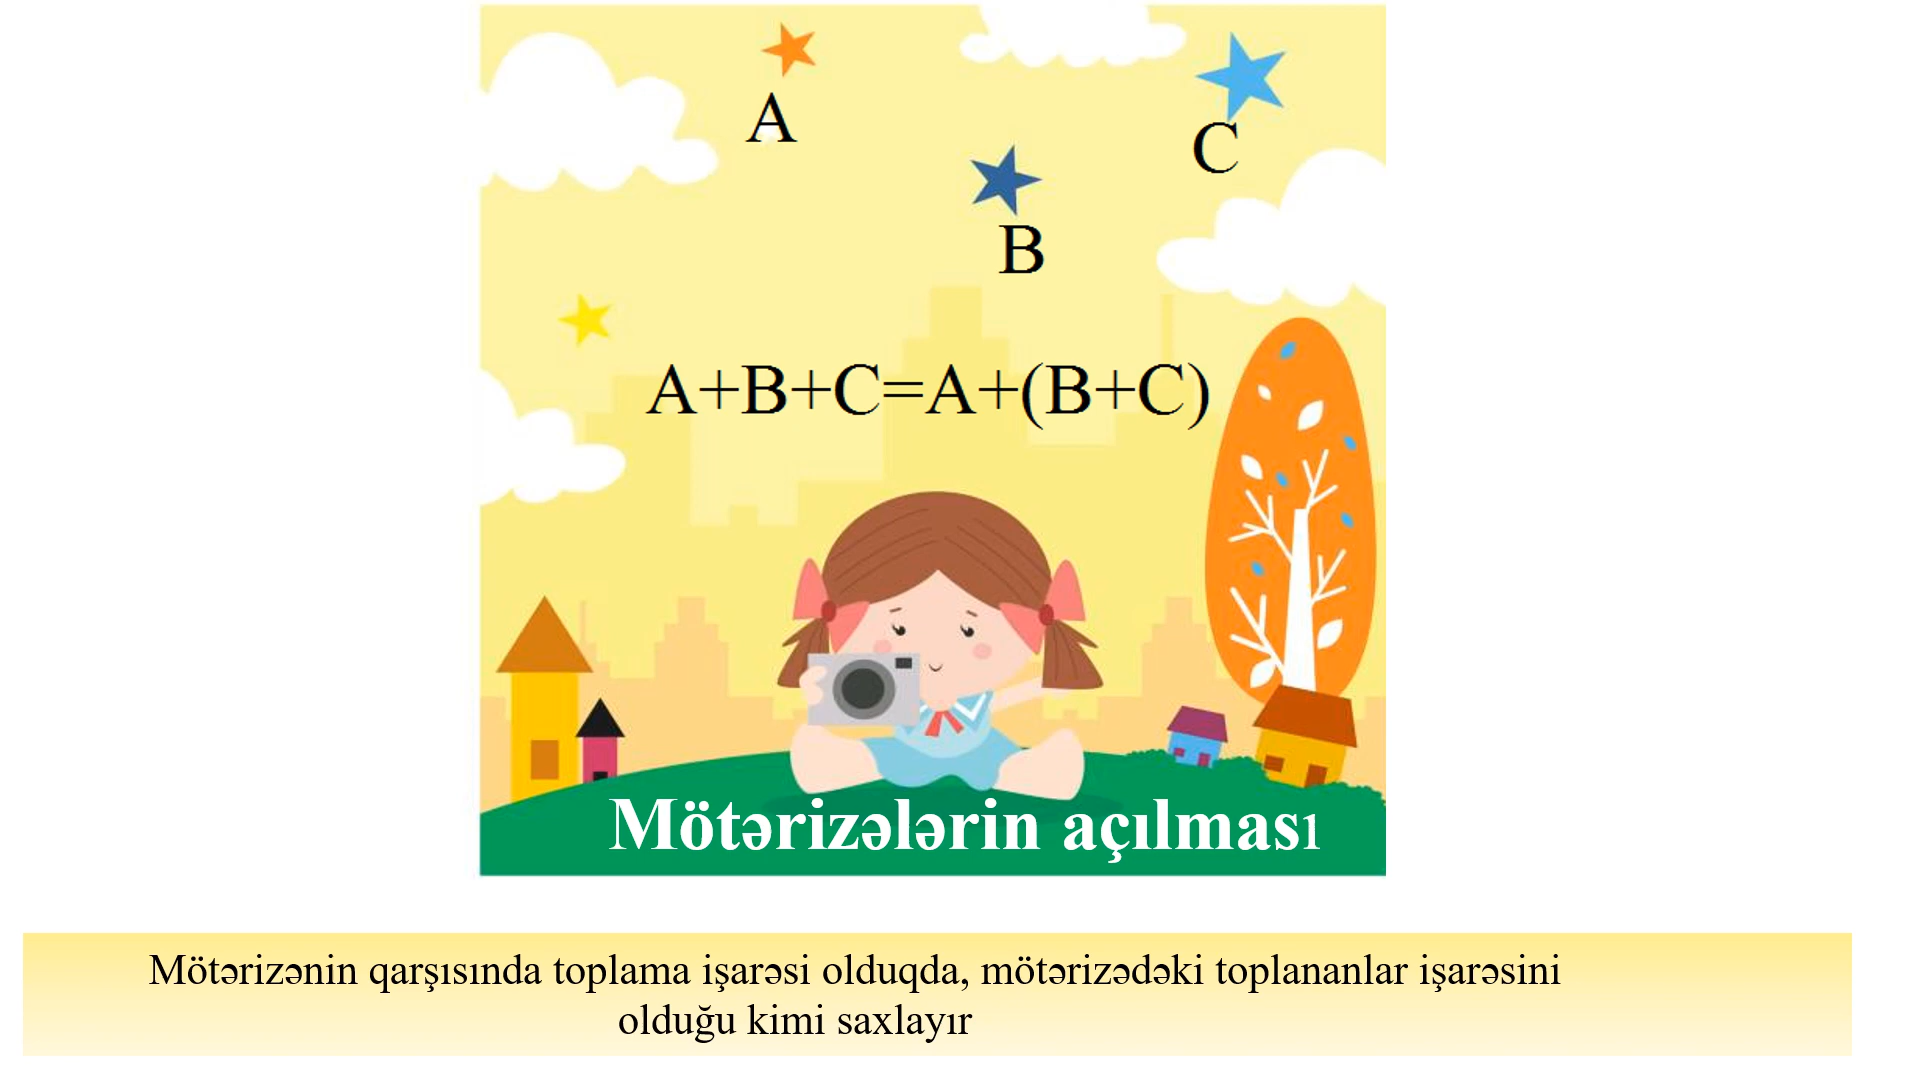 A
C
B
A+B+C=A+(B+C)
Mötərizələrin açılması
Mötərizənin qarşısında toplama işarəsi olduqda, mötərizədəki toplananlar işarəsini
olduğu kimi saxlayır